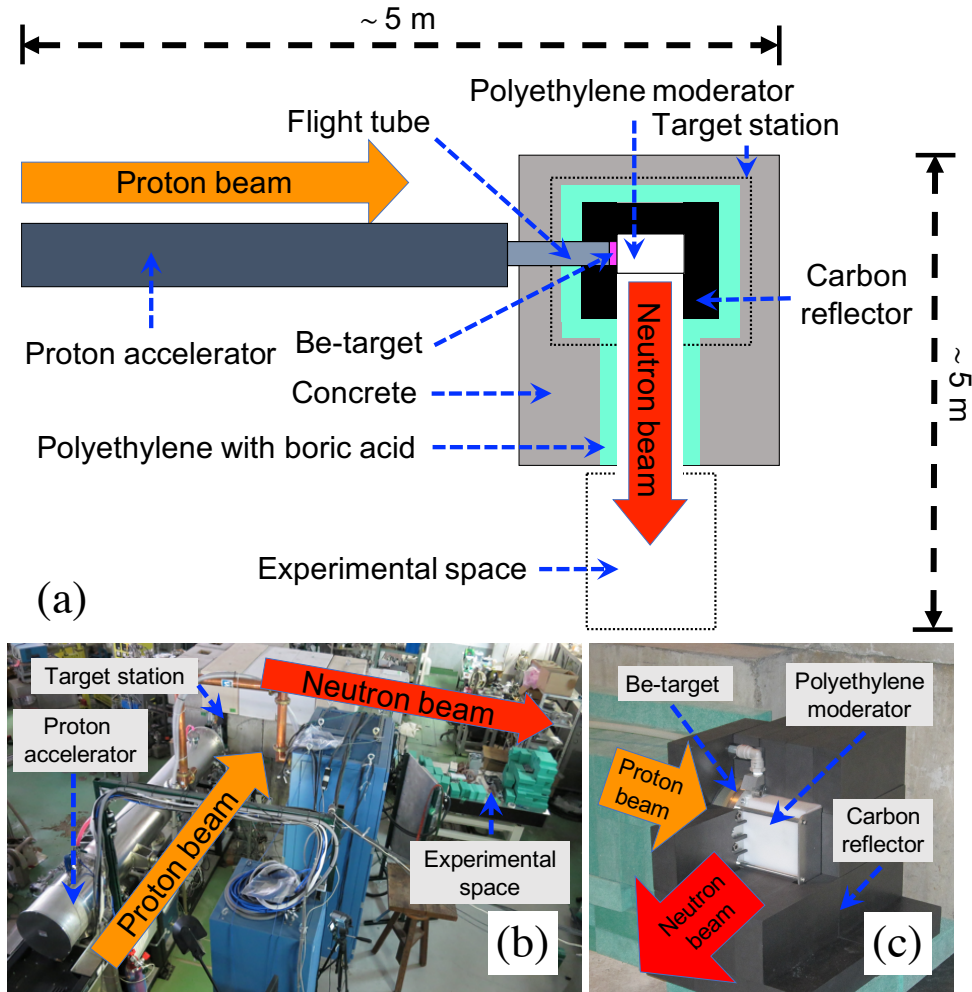 ~ 5 m
Polyethylene moderator
Flight tube
Target station
Proton beam
Carbon
reflector
Proton accelerator
Be-target
~ 5 m
Concrete
Neutron beam
Polyethylene with boric acid
Experimental space
(a)
Target station
Neutron beam
Proton
accelerator
Proton beam
Experimental
space
(b)
Be-target
Polyethylene
moderator
Proton
beam
Carbon
reflector
Neutron
beam
(c)